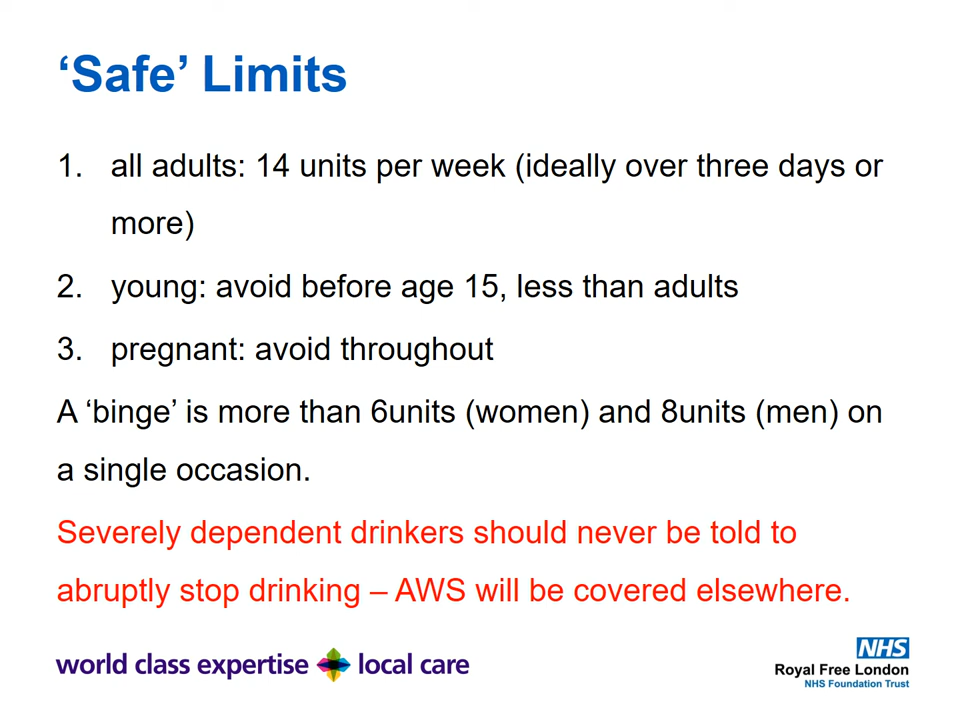 ‘Safe’ Limits
1. all adults: 14 units per week (ideally over three days or
more)
2. young: avoid before age 15, less than adults
3. pregnant: avoid throughout
A ‘binge’ is more than 6units (women) and 8units (men) on
a single occasion.
Severely dependent drinkers should never be told to
abruptly stop drinking – AWS will be covered elsewhere.
world class expertise local care
NHS
Royal Free London
NHS Foundation Trust